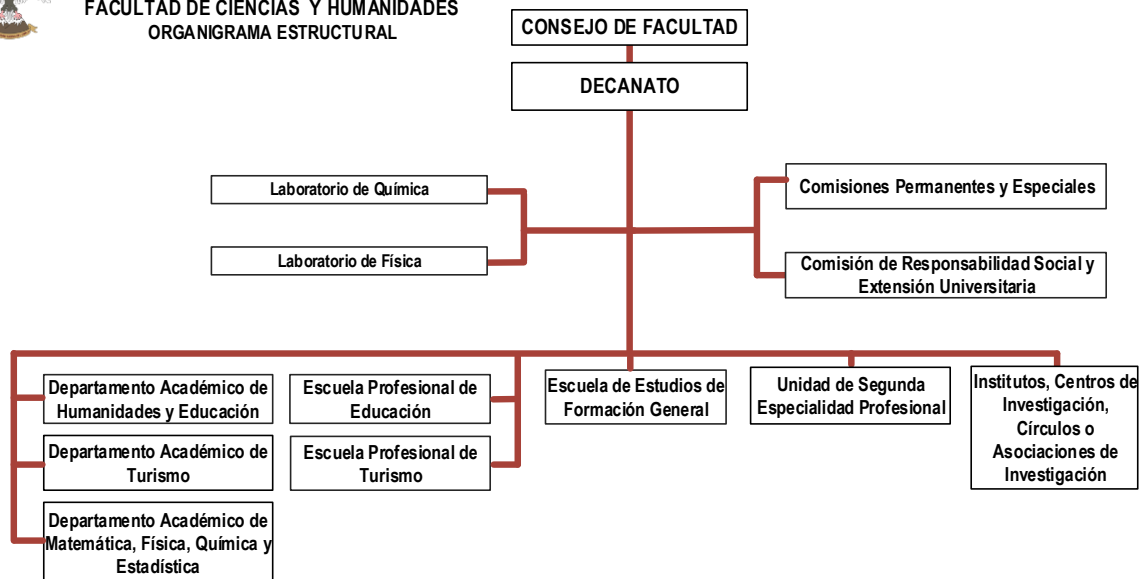 FACULTAD DE CIENCIAS Y HUMANIDADES
ORGANIGRAMA ESTRUCTURAL
CONSEJO DE FACULTAD
DECANATO
Laboratorio de Química
Comisiones Permanentes y Especiales
Laboratorio de Física
Comisión de Responsabilidad Social y
Extensión Universitaria
Departamento Académico de
Humanidades y Educación
Escuela Profesional de
Educación
Escuela de Estudios de
Formación General
Unidad de Segunda
Especialidad Profesional
Institutos, Centros de
Investigación,
Círculos o
Asociaciones de
Investigación
Departamento Académico de
Turismo
Escuela Profesional de
Turismo
Departamento Académico de
Matemática, Física, Química y
Estadística